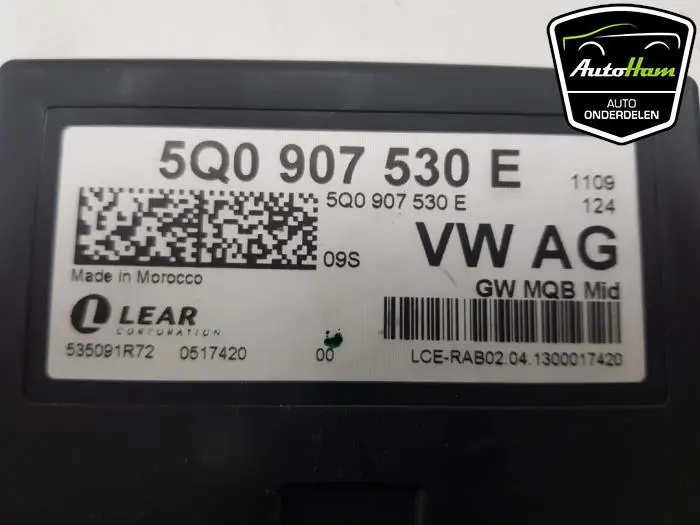 AutoHam
AUTO
ONDERDELEN
5Q0 907 530 E
1109
5Q0 907 530 E
124
09S
VW AG
Made in Morocco
GW MQB Mid
LEAR
CORPORATION
535091R72 0517420 00
LCE-RAB02.04.1300017420